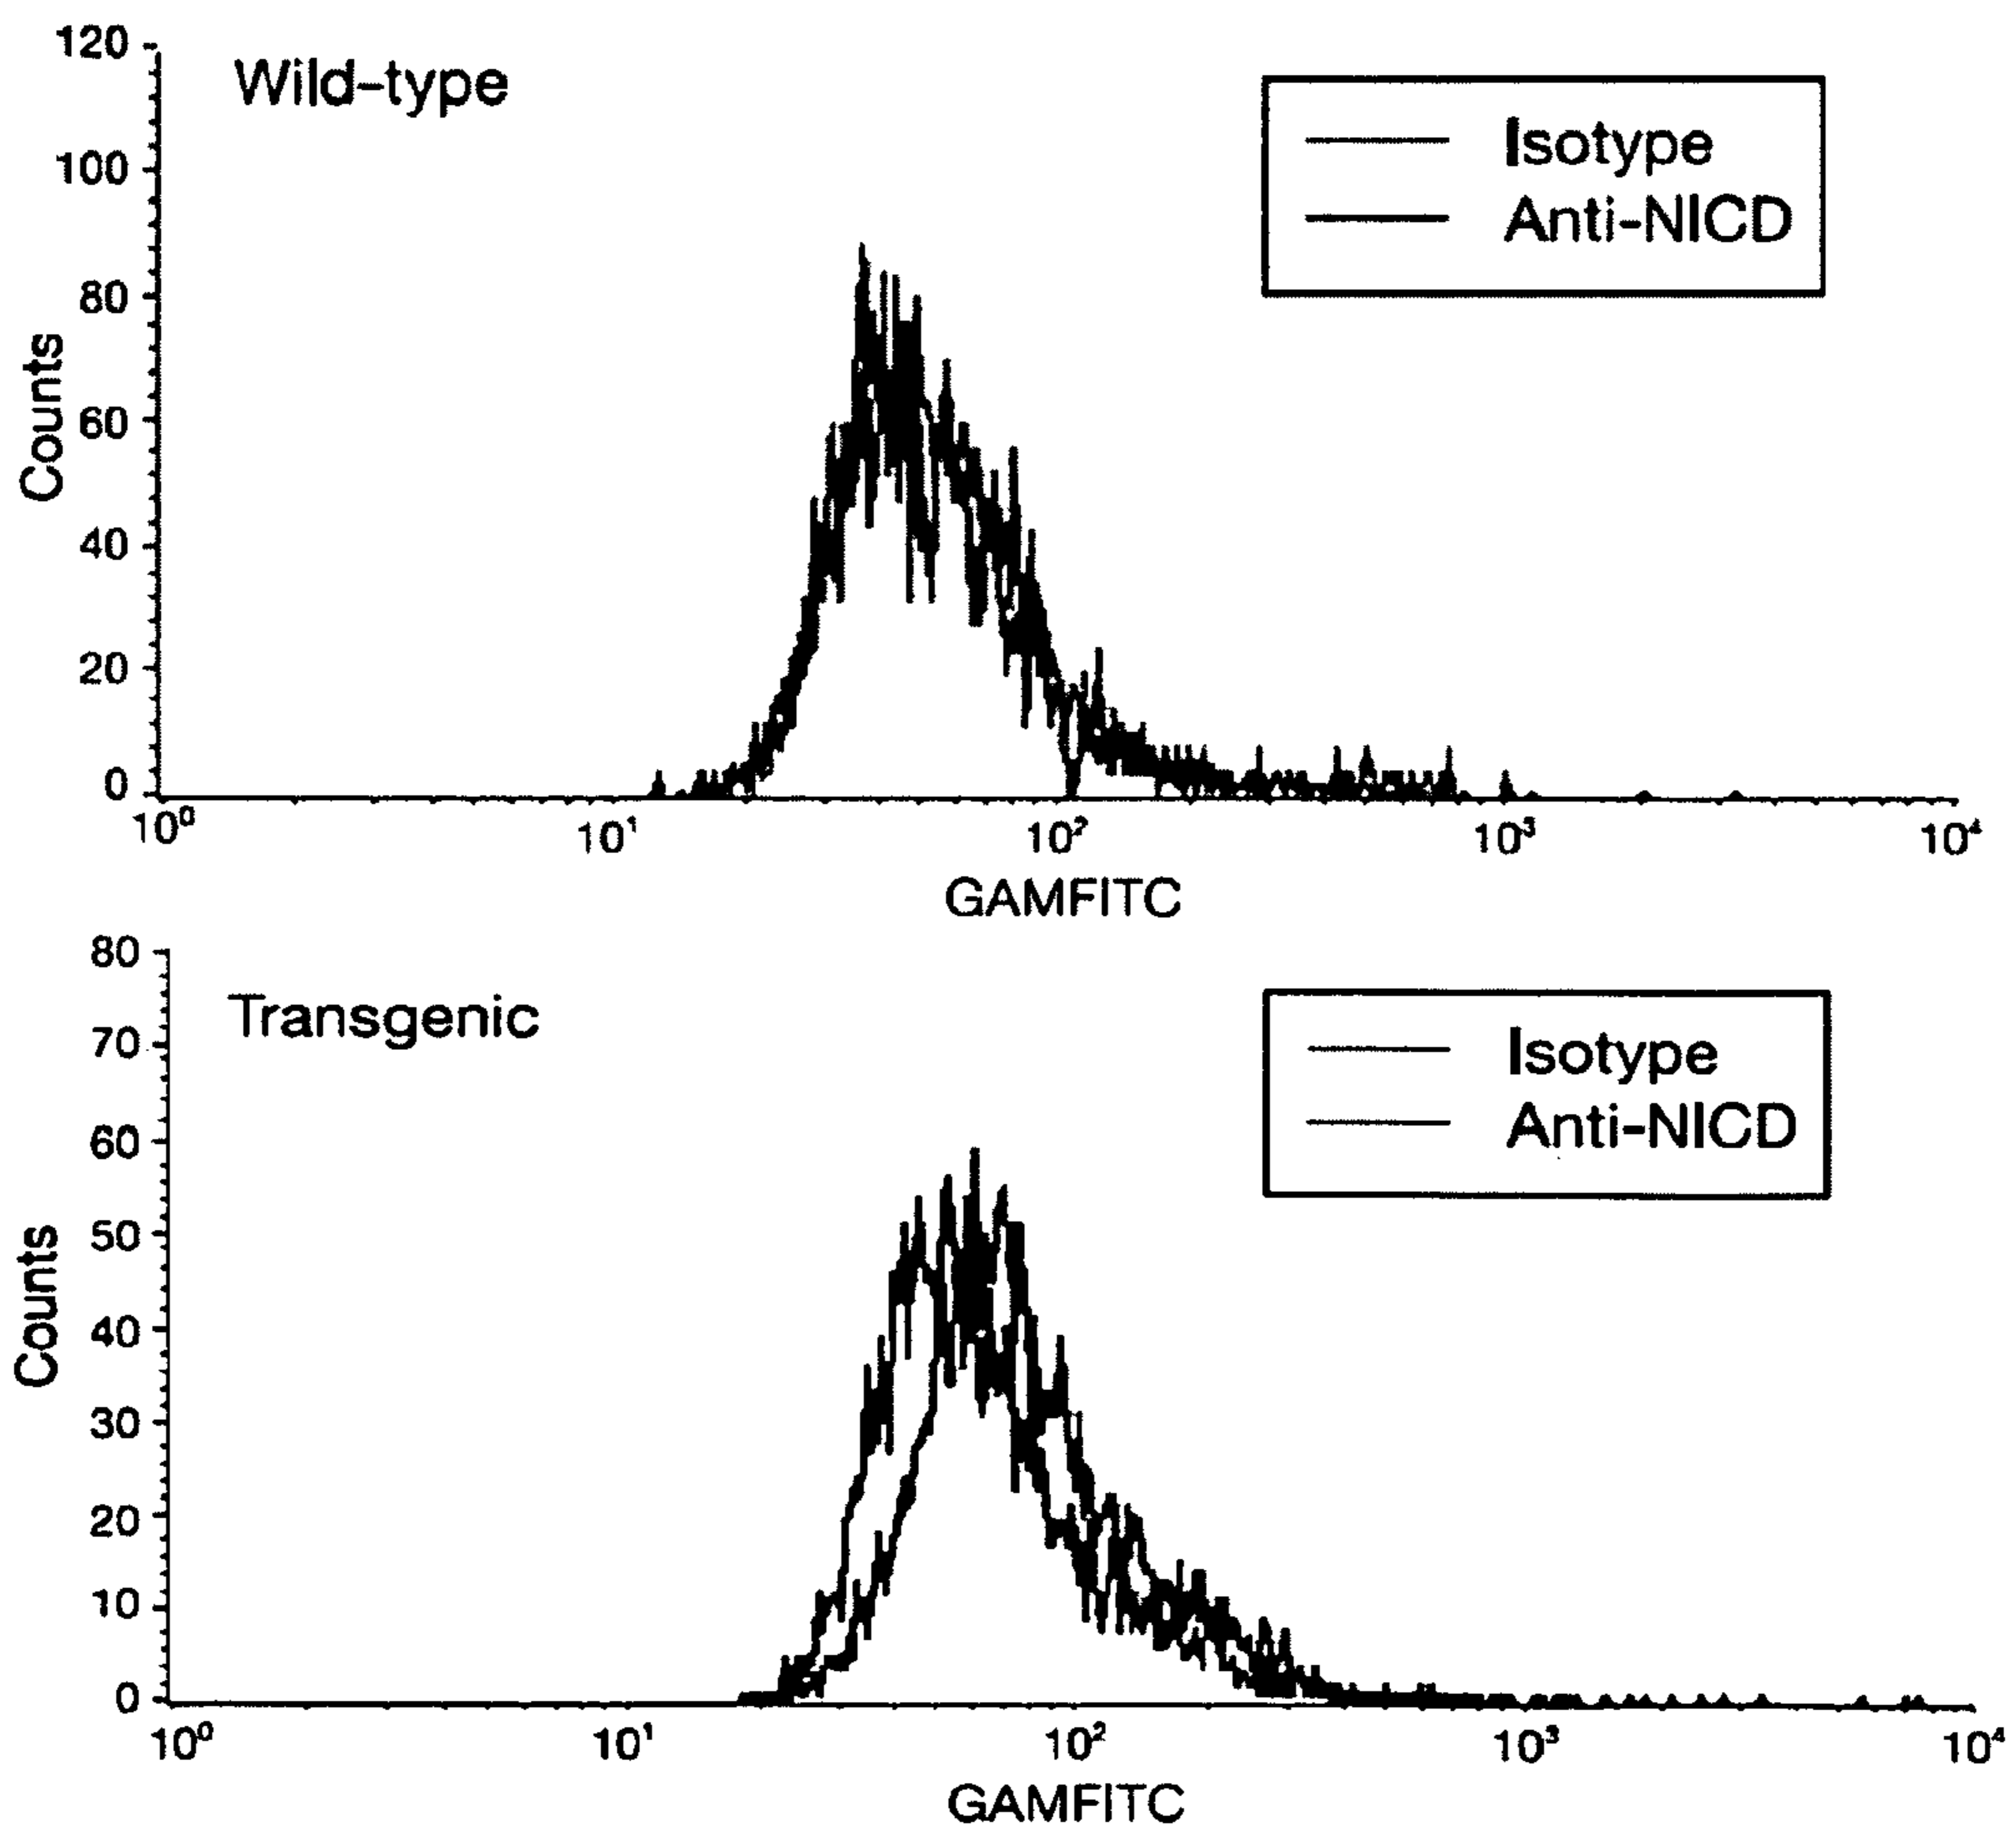 120
Wild-type
Isotype
Anti-NICD
100
80
60
40
20
0
Counts
10⁰ 10¹ 10² 10³ 10⁴
GAMFITC
80
Transgenic
Isotype
Anti-NICD
70
60
50
40
30
20
10
0
Counts
10⁰ 10¹ 10² 10³ 10⁴
GAMFITC